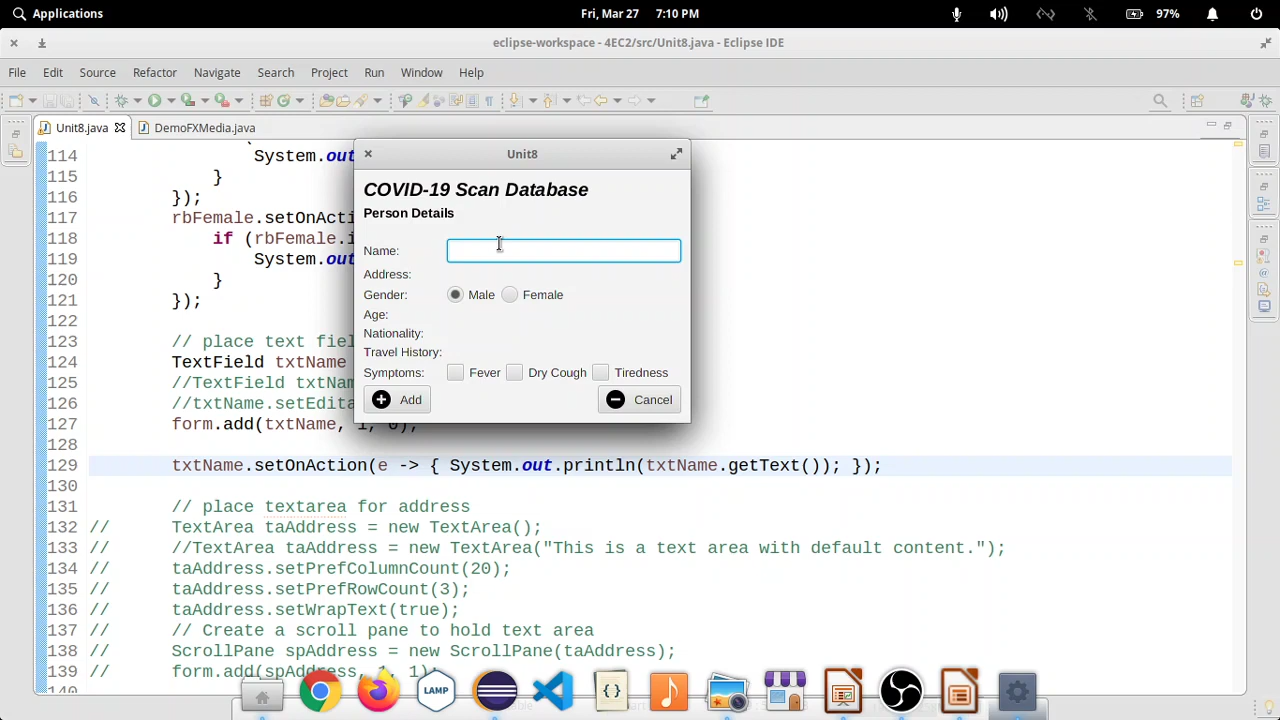 Applications
Fri, Mar 27 7:10 PM
97%
eclipse-workspace - 4EC2/src/Unit8.java - Eclipse IDE
File Edit Source Refactor Navigate Search Project Run Window Help
Unit8.java
DemoFXMedia.java
Unit8
COVID-19 Scan Database
Person Details
Name:
Address:
Gender: Male Female
Age:
Nationality:
Travel History:
Symptoms: Fever Dry Cough Tiredness
Add Cancel
114 System.out
115 }
116 });
117 rbFemale.setOnActi
118 if (rbFemale.i
119 System.out
120 }
121 });
122
123 // place text fiel
124 TextField txtName
125 //TextField txtNam
126 //txtName.setEdita
127 form.add(txtName, 1, 0);
128
129 txtName.setOnAction(e -> { System.out.println(txtName.getText()); });
130
131 // place textarea for address
132 // TextArea taAddress = new TextArea();
133 // //TextArea taAddress = new TextArea("This is a text area with default content.");
134 // taAddress.setPrefColumnCount(20);
135 // taAddress.setPrefRowCount(3);
136 // taAddress.setWrapText(true);
137 // // Create a scroll pane to hold text area
138 // ScrollPane spAddress = new ScrollPane(taAddress);
139 // form.add(spAddress, 1, 1);
140
LAMP